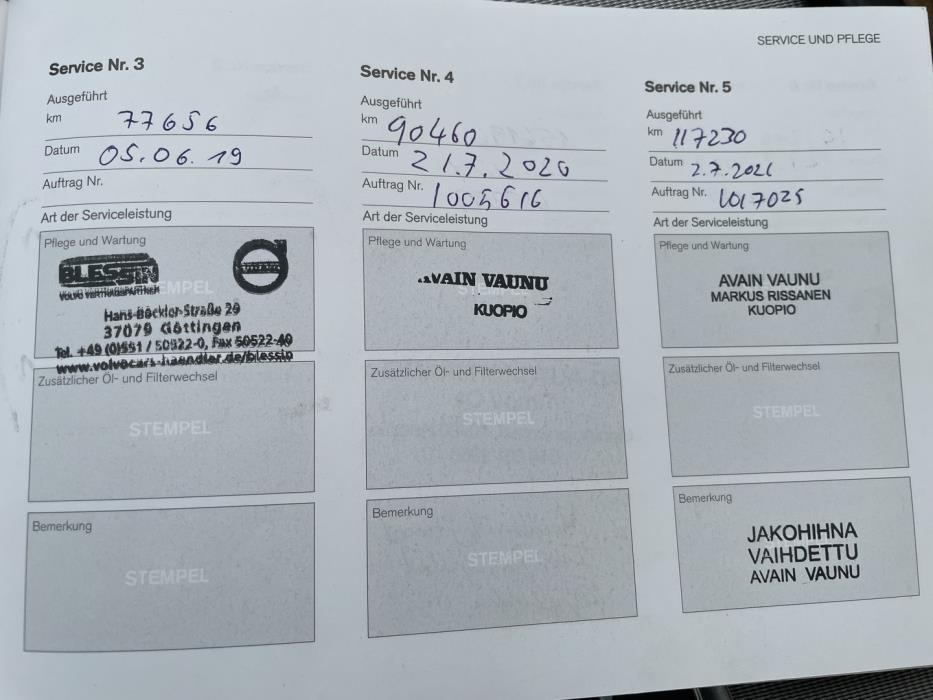 SERVICE UND PFLEGE
Service Nr. 3
Ausgeführt
km 77656
Datum 05.06.19
Auftrag Nr.
Art der Serviceleistung
Pflege und Wartung
BLESSIN
VOLVO
VOLVO VERTRAGSPARTNER
STEMPEL
Hans-Böckler-Straße 29
37079 Göttingen
Tel. +49 (0)551 / 50522-0, Fax 50522-40
www.volvocars-haendler.de/blessin
Zusätzlicher Öl- und Filterwechsel
STEMPEL
Bemerkung
STEMPEL
Service Nr. 4
Ausgeführt
km 90460
Datum 21.7.2020
Auftrag Nr. 1005616
Art der Serviceleistung
Pflege und Wartung
AVAIN VAUNU
KUOPIO
Zusätzlicher Öl- und Filterwechsel
STEMPEL
Bemerkung
STEMPEL
Service Nr. 5
Ausgeführt
km 117230
Datum 2.7.2021
Auftrag Nr. 1017025
Art der Serviceleistung
Pflege und Wartung
AVAIN VAUNU
MARKUS RISSANEN
KUOPIO
Zusätzlicher Öl- und Filterwechsel
STEMPEL
Bemerkung
JAKOHIHNA
VAIHDETTU
AVAIN VAUNU